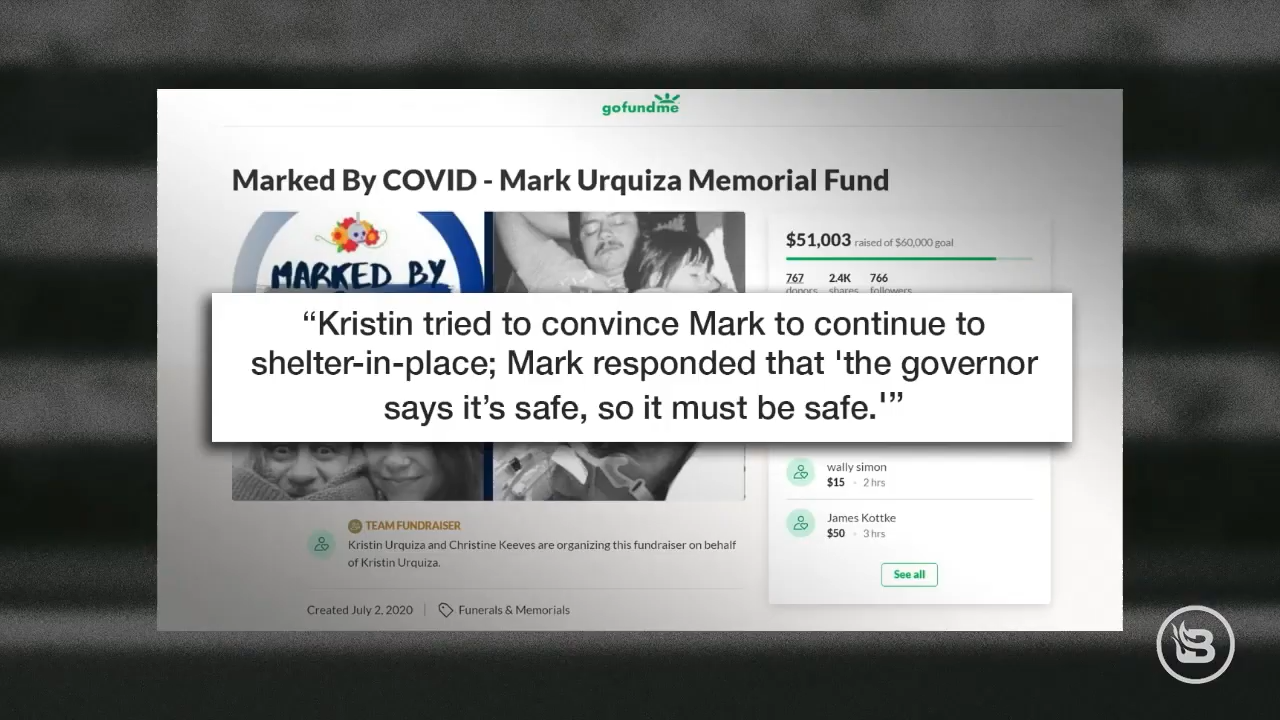 gofundme
Marked By COVID - Mark Urquiza Memorial Fund
MARKED BY
$51,003 raised of $60,000 goal
767 2.4K 766
donors shares followers
“Kristin tried to convince Mark to continue to
shelter-in-place; Mark responded that 'the governor
says it’s safe, so it must be safe.'”
wally simon
$15 · 2 hrs
James Kottke
$50 · 3 hrs
See all
TEAM FUNDRAISER
Kristin Urquiza and Christine Keeves are organizing this fundraiser on behalf
of Kristin Urquiza.
Created July 2, 2020 | Funerals & Memorials
B